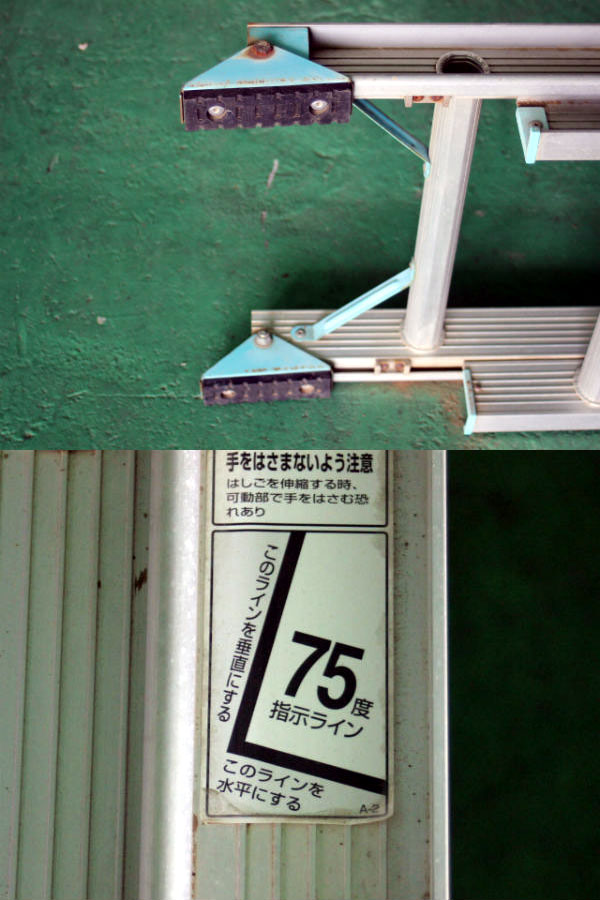 手をはさまないよう注意
はしごを伸縮する時、
可動部で手をはさむ恐
れあり
このラインを垂直にする
75度
指示ライン
このラインを
水平にする
A-2